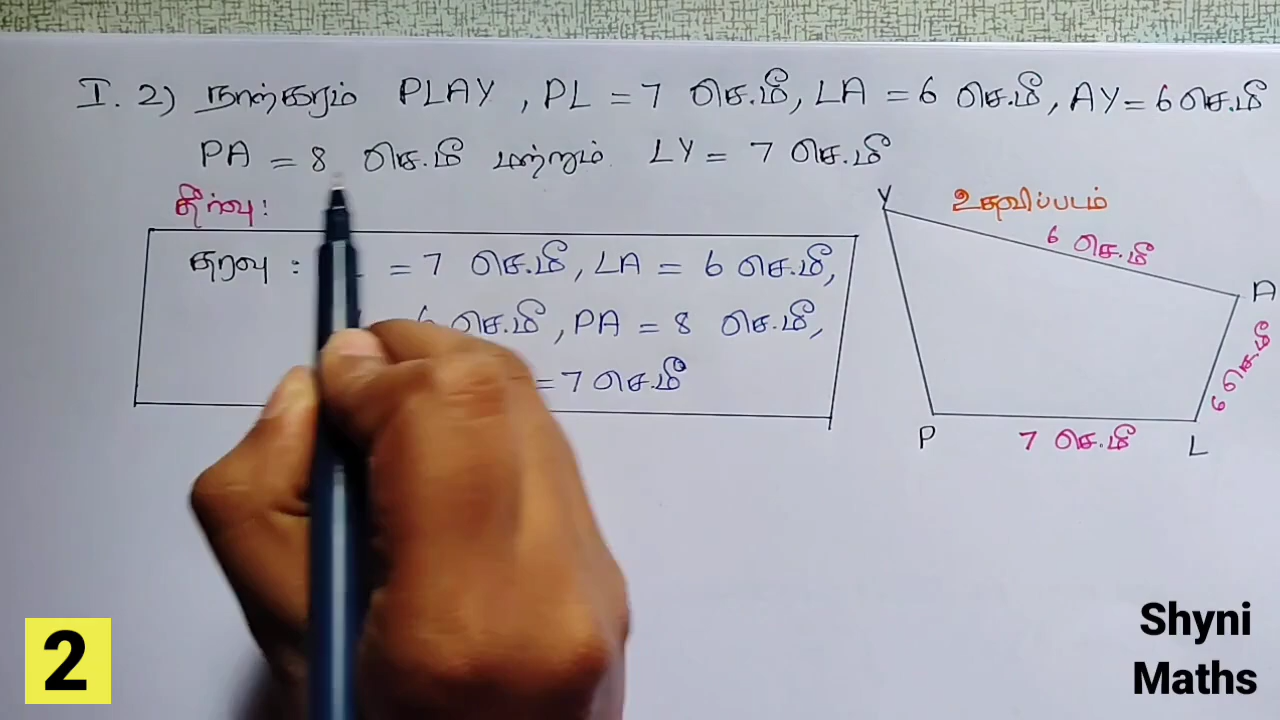 I. 2) நாற்கரம் PLAY , PL = 7 செ.மீ, LA = 6 செ.மீ, AY = 6 செ.மீ
PA = 8 செ.மீ மற்றும் LY = 7 செ.மீ
தீர்வு :
உதவிப்படம்
தரவு : = 7 செ.மீ, LA = 6 செ.மீ,
6 செ.மீ, PA = 8 செ.மீ,
= 7 செ.மீ
Y
6 செ.மீ
A
6 செ.மீ
P
7 செ.மீ
L
2
Shyni
Maths